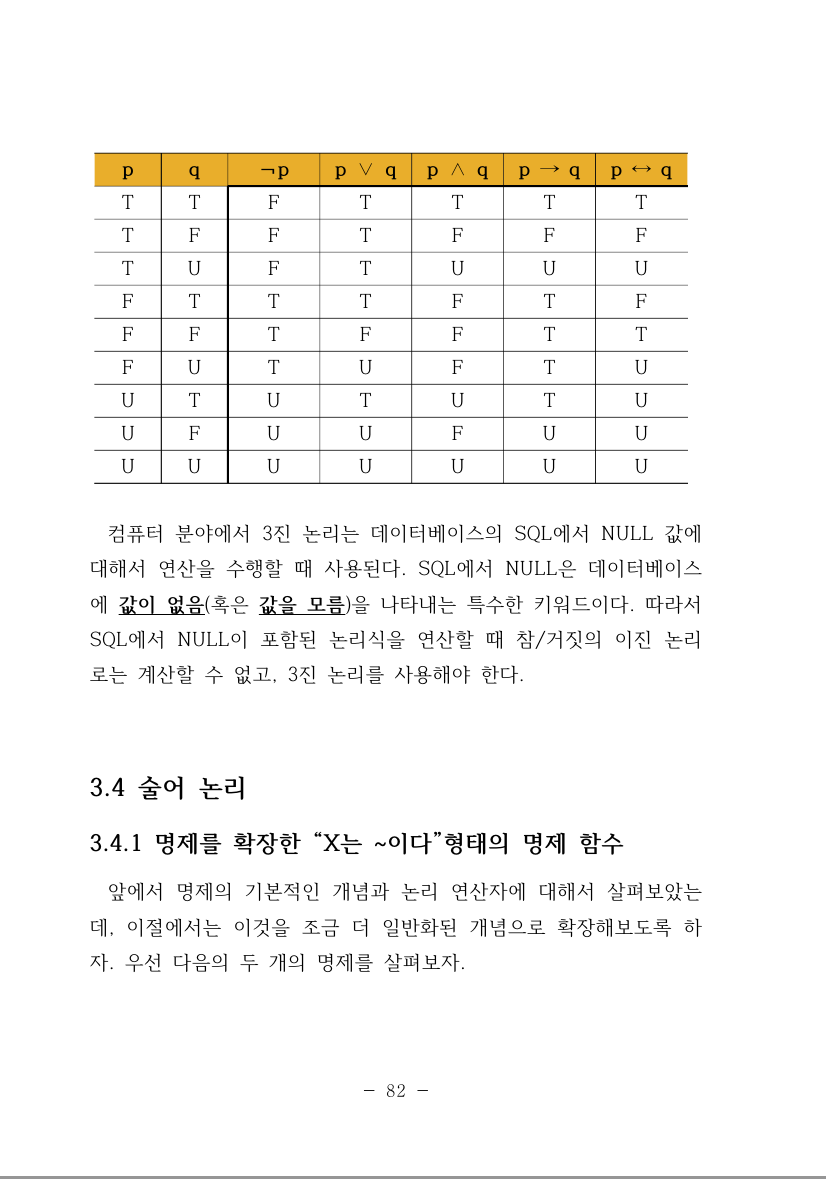 p q ¬p p ∨ q p ∧ q p → q p ↔ q
T T F T T T T
T F F T F F F
T U F T U U U
F T T T F T F
F F T F F T T
F U T U F T U
U T U T U T U
U F U U F U U
U U U U U U U
컴퓨터 분야에서 3진 논리는 데이터베이스의 SQL에서 NULL 값에
대해서 연산을 수행할 때 사용된다. SQL에서 NULL은 데이터베이스
에 값이 없음(혹은 값을 모름)을 나타내는 특수한 키워드이다. 따라서
SQL에서 NULL이 포함된 논리식을 연산할 때 참/거짓의 이진 논리
로는 계산할 수 없고, 3진 논리를 사용해야 한다.
3.4 술어 논리
3.4.1 명제를 확장한 “X는 ~이다”형태의 명제 함수
앞에서 명제의 기본적인 개념과 논리 연산자에 대해서 살펴보았는
데, 이절에서는 이것을 조금 더 일반화된 개념으로 확장해보도록 하
자. 우선 다음의 두 개의 명제를 살펴보자.
- 82 -